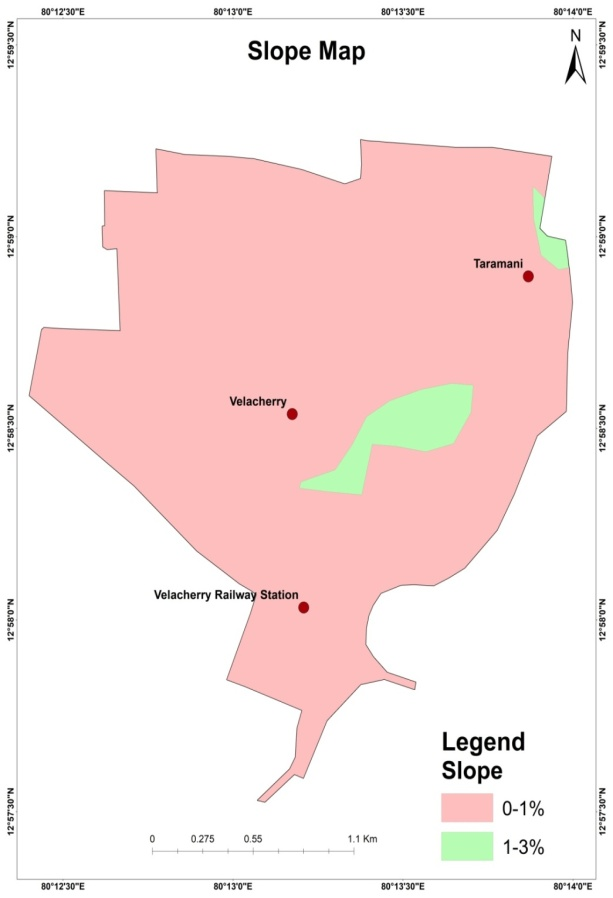 80°12'30"E 80°13'0"E 80°13'30"E 80°14'0"E
12°59'30"N 12°59'30"N
Slope Map
N
12°59'0"N 12°59'0"N
Taramani
Velacherry
12°58'30"N 12°58'30"N
Velacherry Railway Station
12°58'0"N 12°58'0"N
Legend
Slope
0-1%
1-3%
12°57'30"N 12°57'30"N
0 0.275 0.55 1.1 Km
80°12'30"E 80°13'0"E 80°13'30"E 80°14'0"E